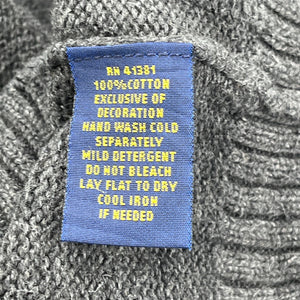 RN 41381
100%COTTON
EXCLUSIVE OF
DECORATION
HAND WASH COLD
SEPARATELY
MILD DETERGENT
DO NOT BLEACH
LAY FLAT TO DRY
COOL IRON
IF NEEDED